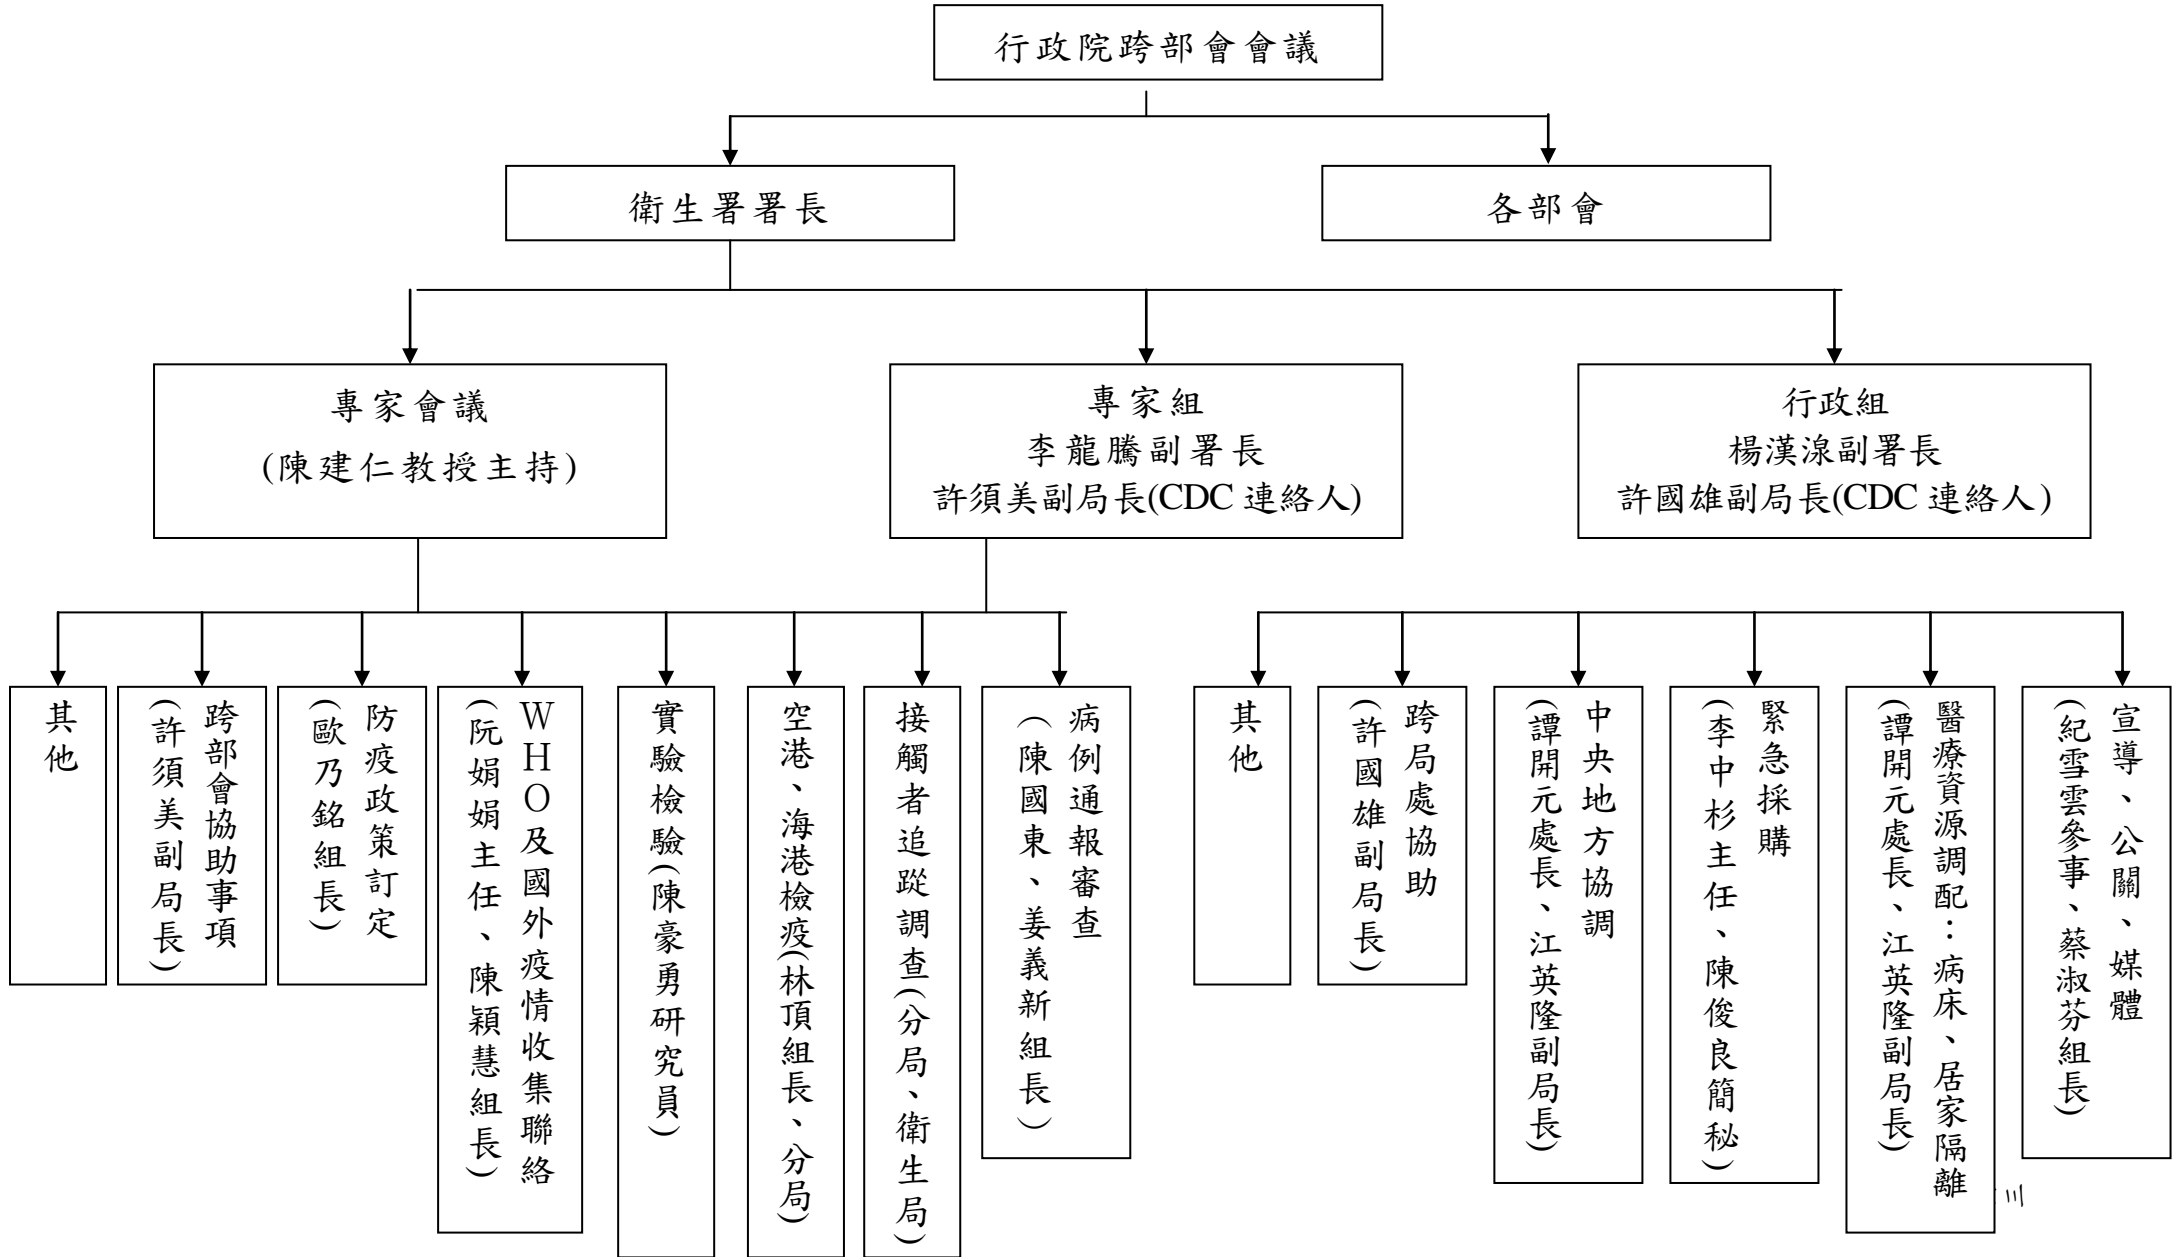 行政院跨部會會議
衛生署署長
各部會
專家會議
(陳建仁教授主持)
專家組
李龍騰副署長
許須美副局長(CDC 連絡人)
行政組
楊漢湶副署長
許國雄副局長(CDC 連絡人)
其他
跨部會協助事項
(許須美副局長)
防疫政策訂定
(歐乃銘組長)
WHO及國外疫情收集聯絡
(阮娟娟主任、陳穎慧組長)
實驗檢驗(陳豪勇研究員)
空港、海港檢疫(林頂組長、分局)
接觸者追蹤調查(分局、衛生局)
病例通報審查
(陳國東、姜義新組長)
其他
跨局處協助
(許國雄副局長)
中央地方協調
(譚開元處長、江英隆副局長)
緊急採購
(李中杉主任、陳俊良簡秘)
醫療資源調配：病床、居家隔離
(譚開元處長、江英隆副局長)
宣導、公關、媒體
(紀雪雲參事、蔡淑芬組長)